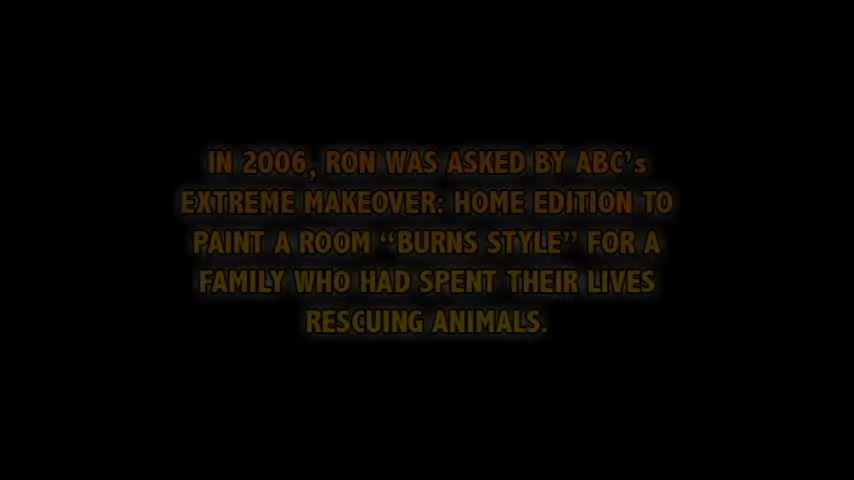 IN 2006, RON WAS ASKED BY ABC's
EXTREME MAKEOVER: HOME EDITION TO
PAINT A ROOM “BURNS STYLE” FOR A
FAMILY WHO HAD SPENT THEIR LIVES
RESCUING ANIMALS.